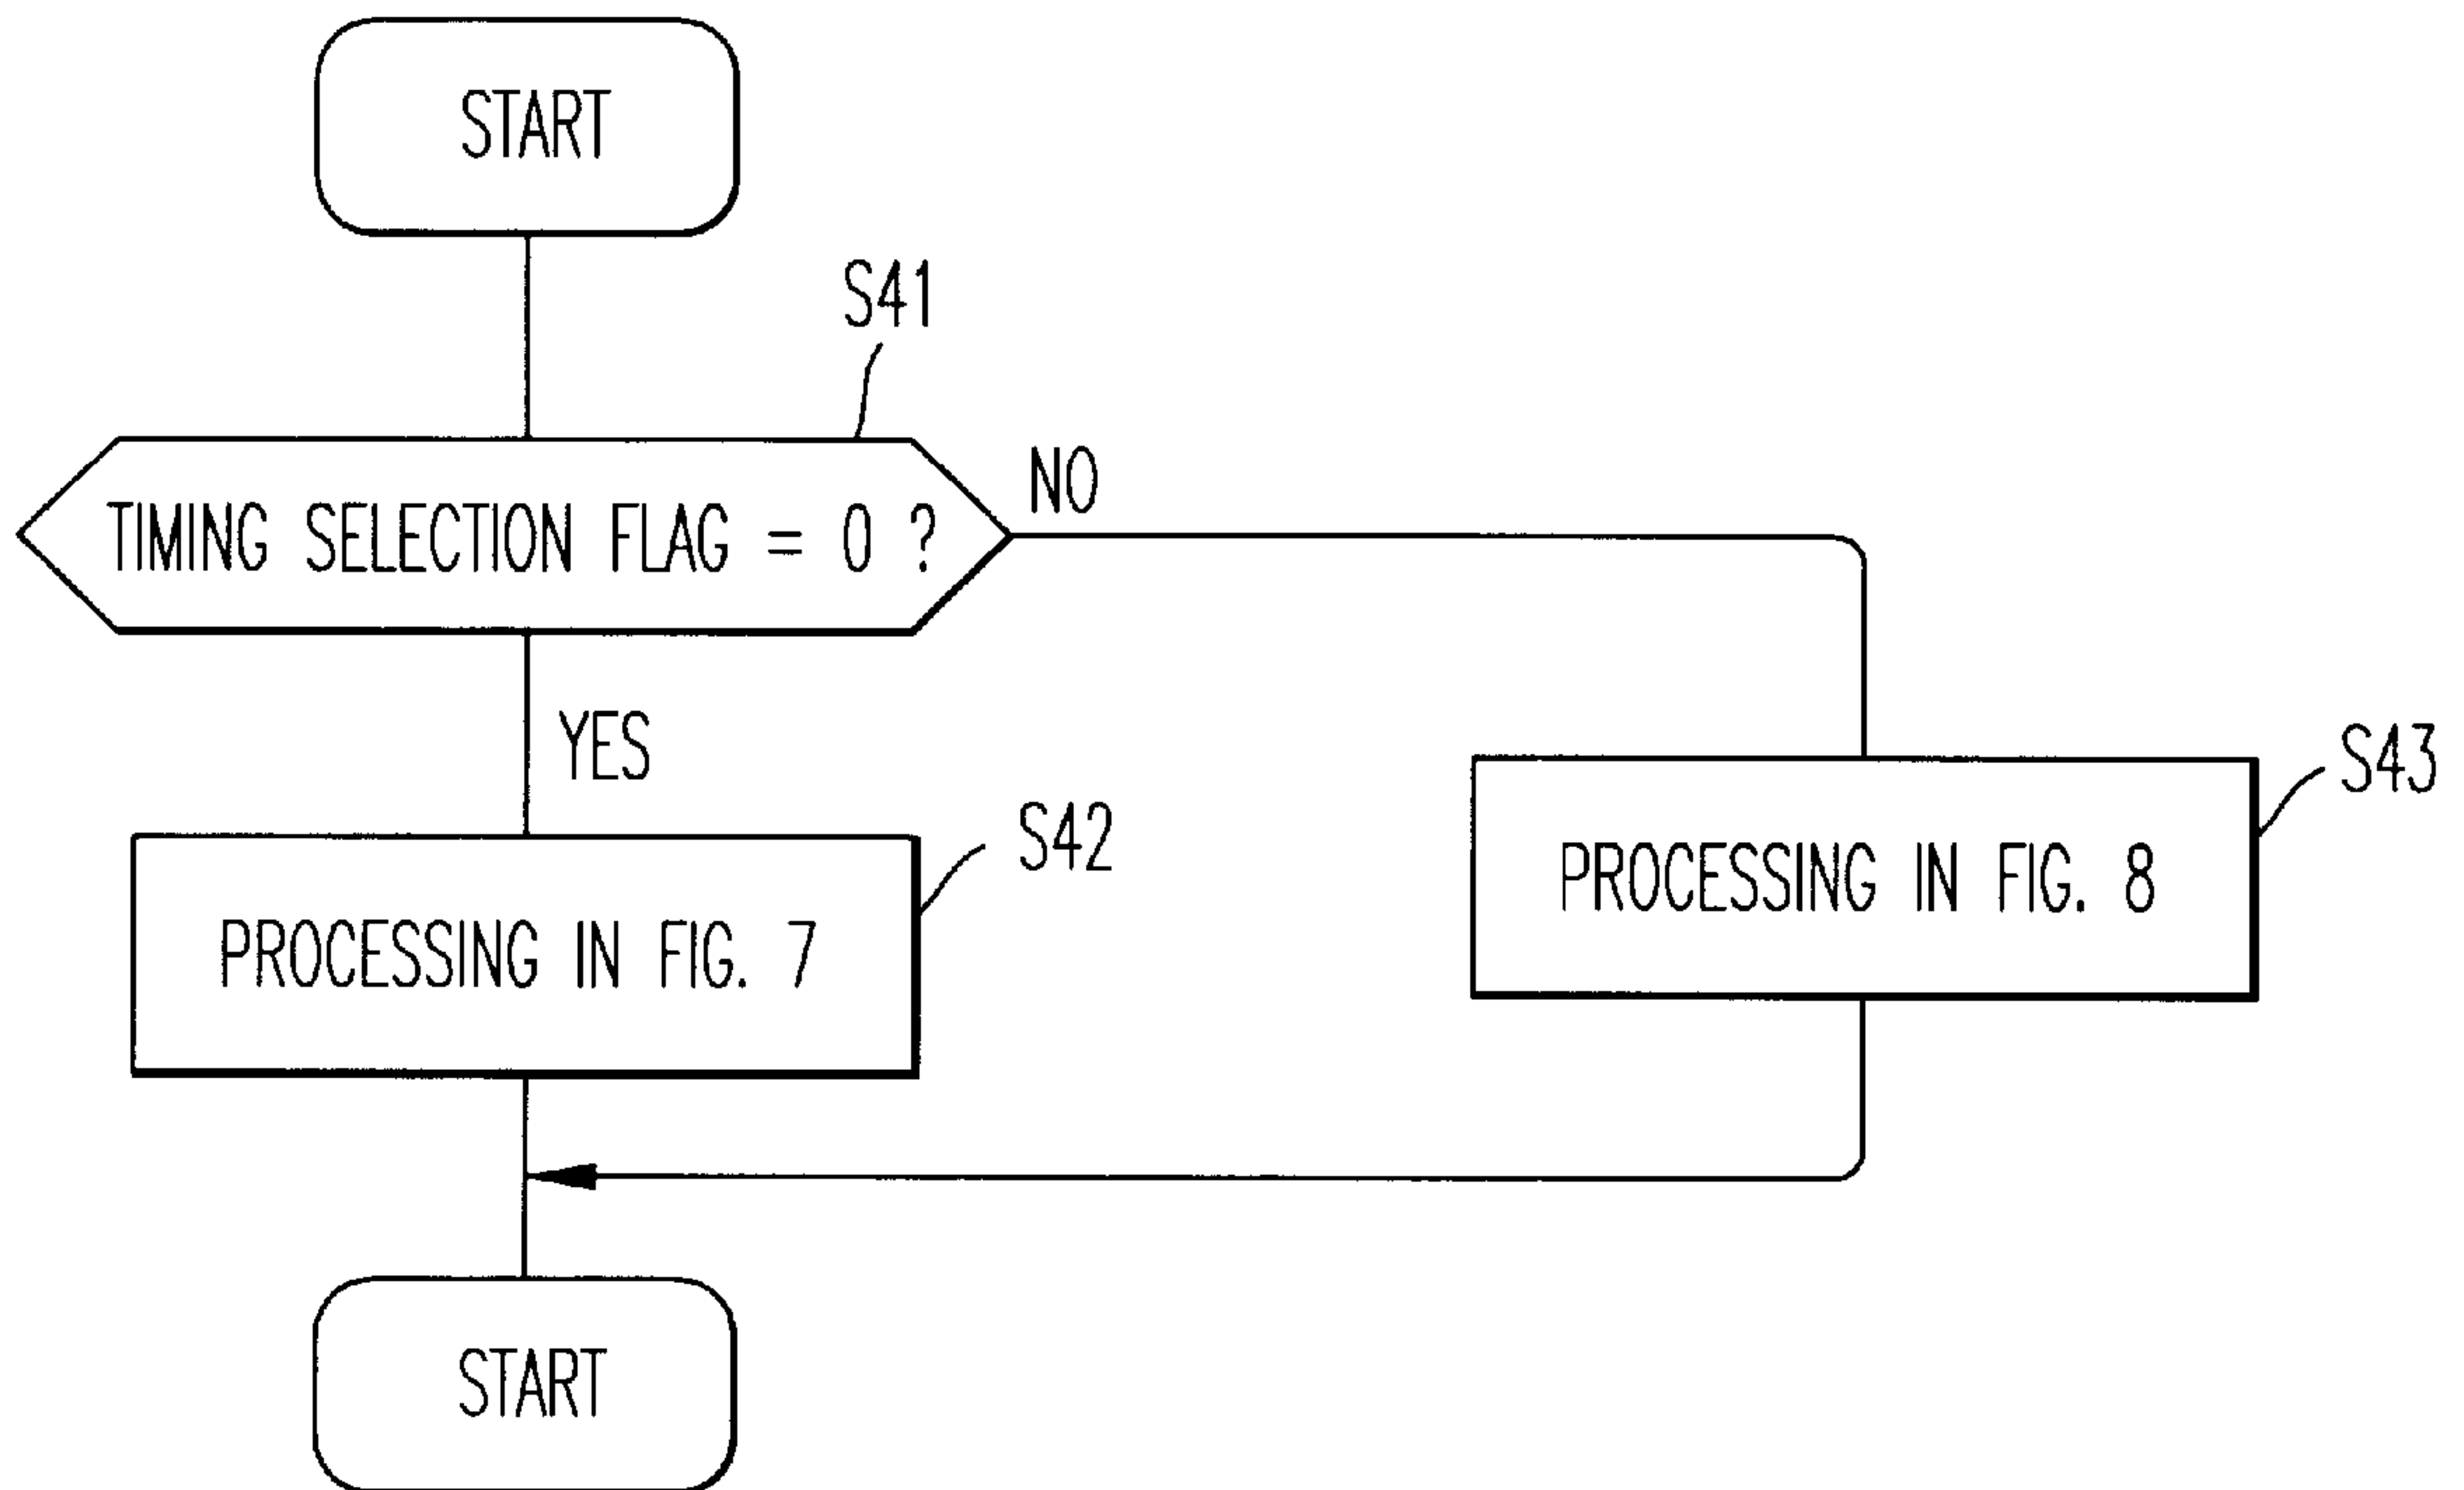 START
S41
NO
TIMING SELECTION FLAG = 0 ?
YES
S43
S42
PROCESSING IN FIG. 8
PROCESSING IN FIG. 7
START